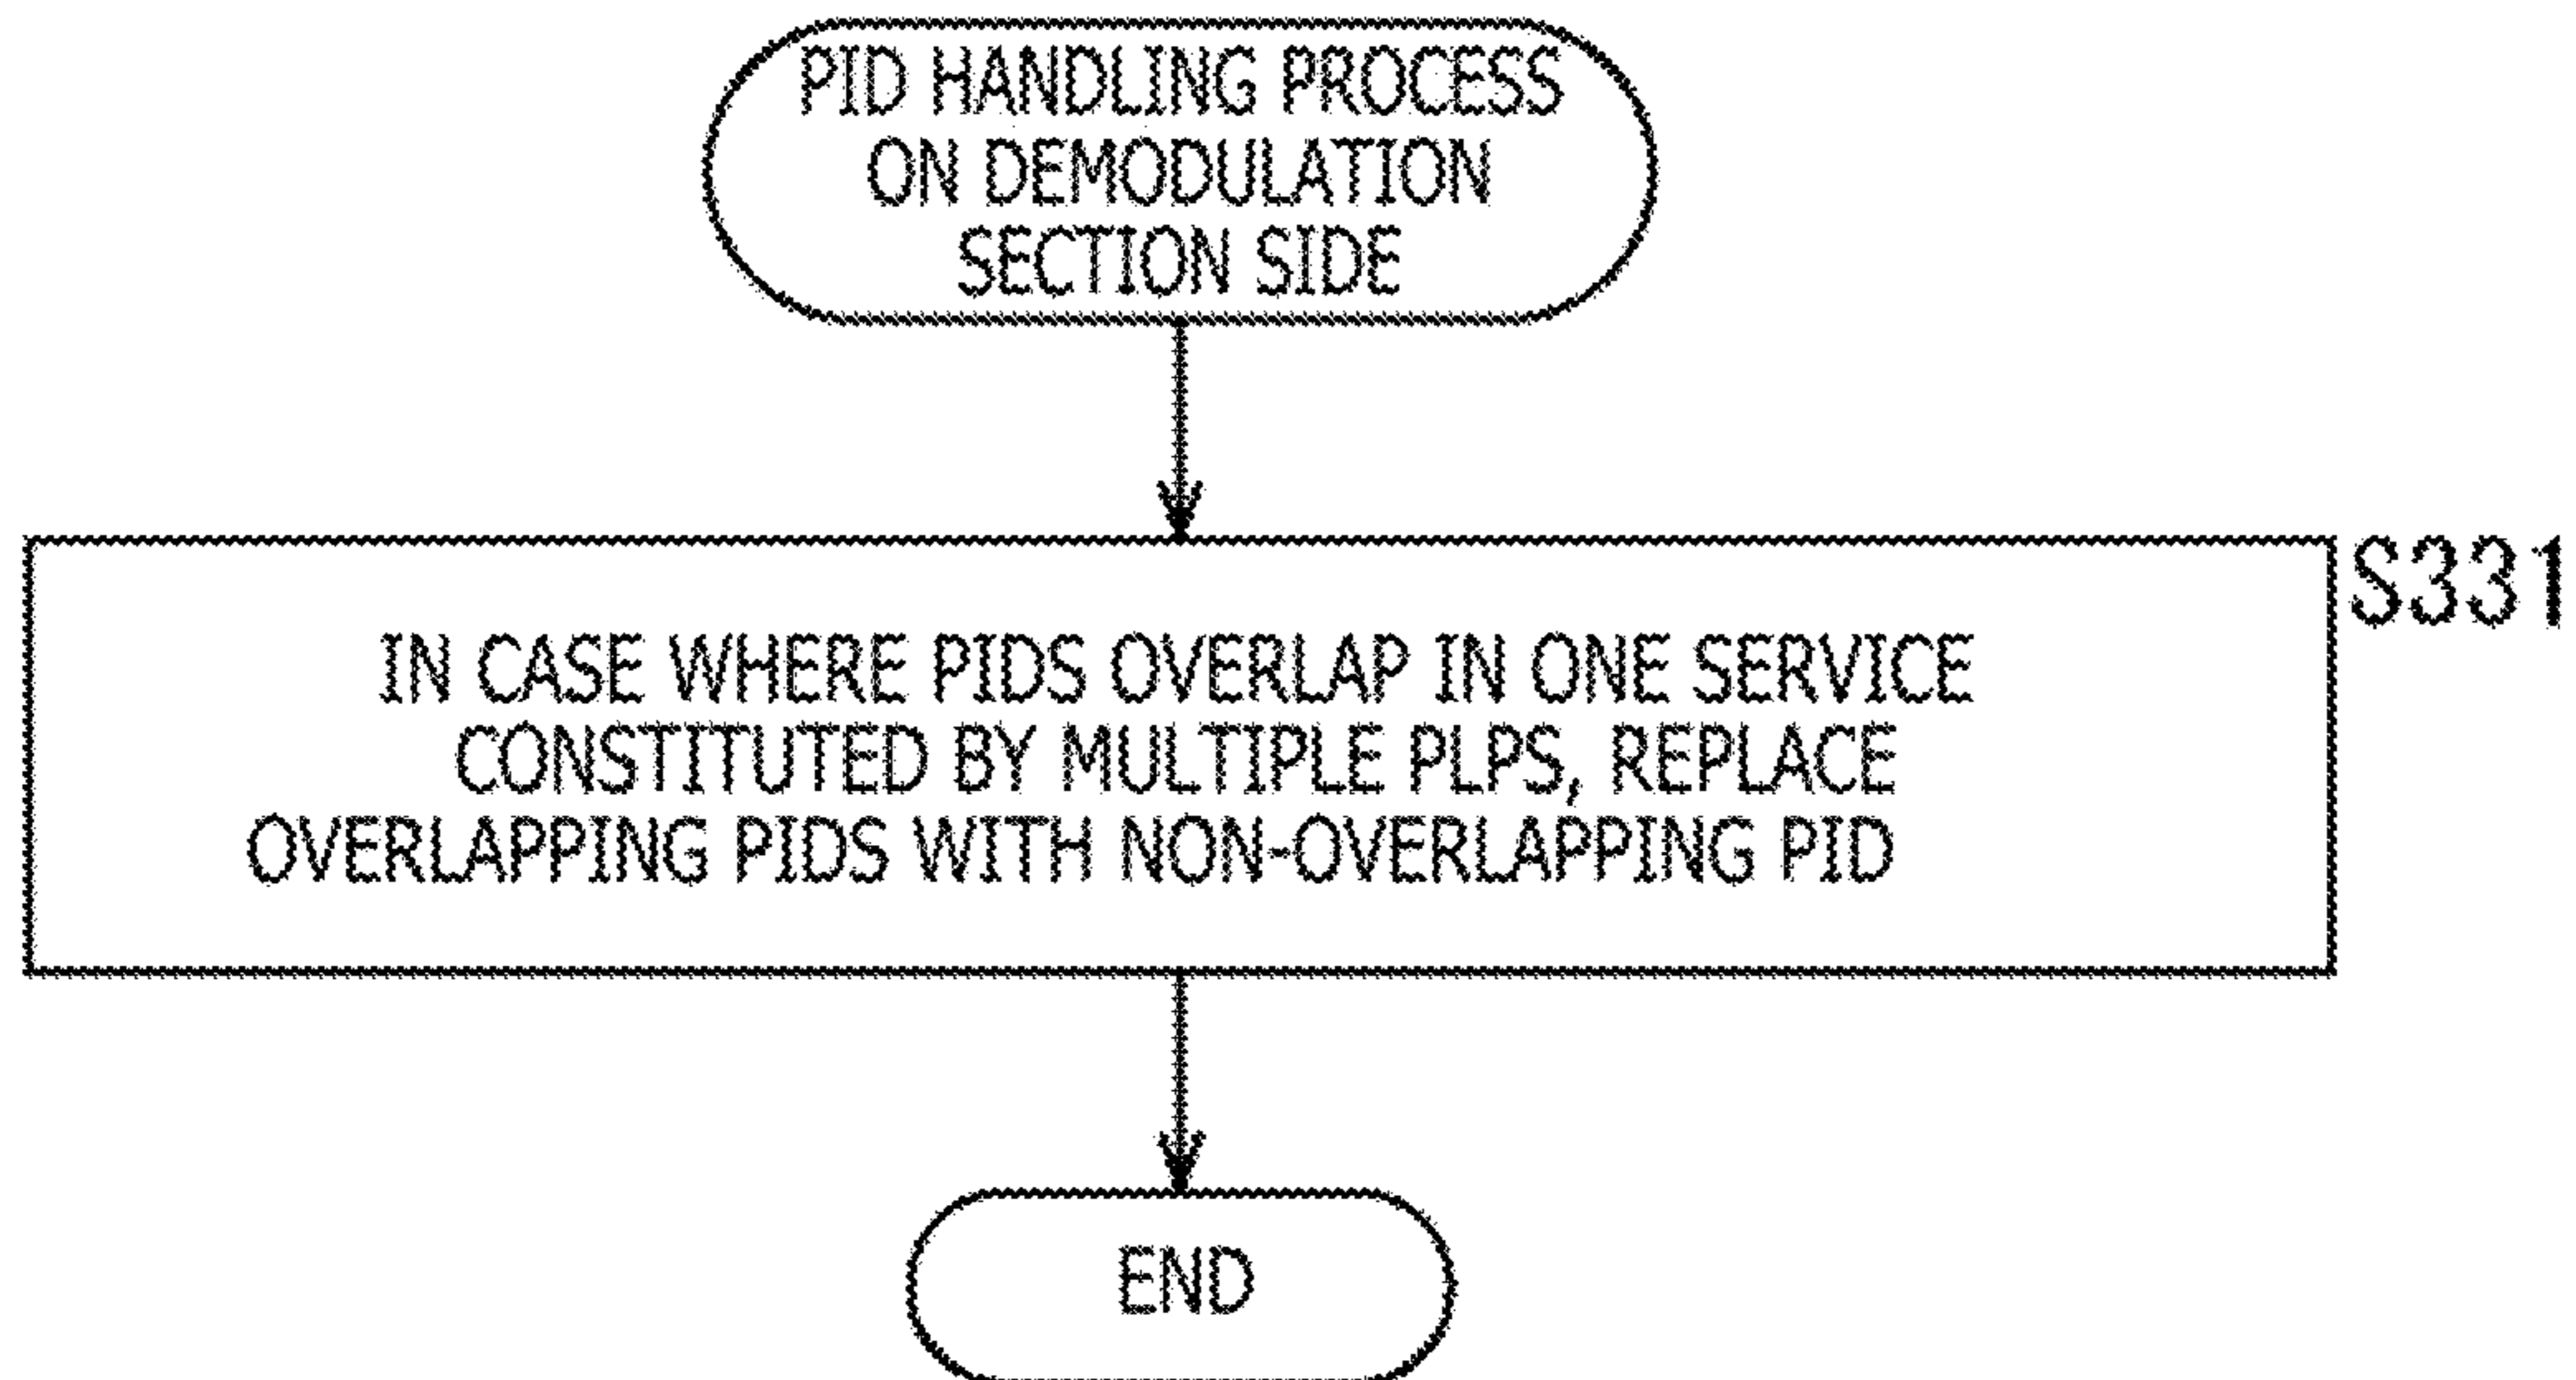 PID HANDLING PROCESS
ON DEMODULATION
SECTION SIDE
S331
IN CASE WHERE PIDS OVERLAP IN ONE SERVICE
CONSTITUTED BY MULTIPLE PLPS, REPLACE
OVERLAPPING PIDS WITH NON-OVERLAPPING PID
END